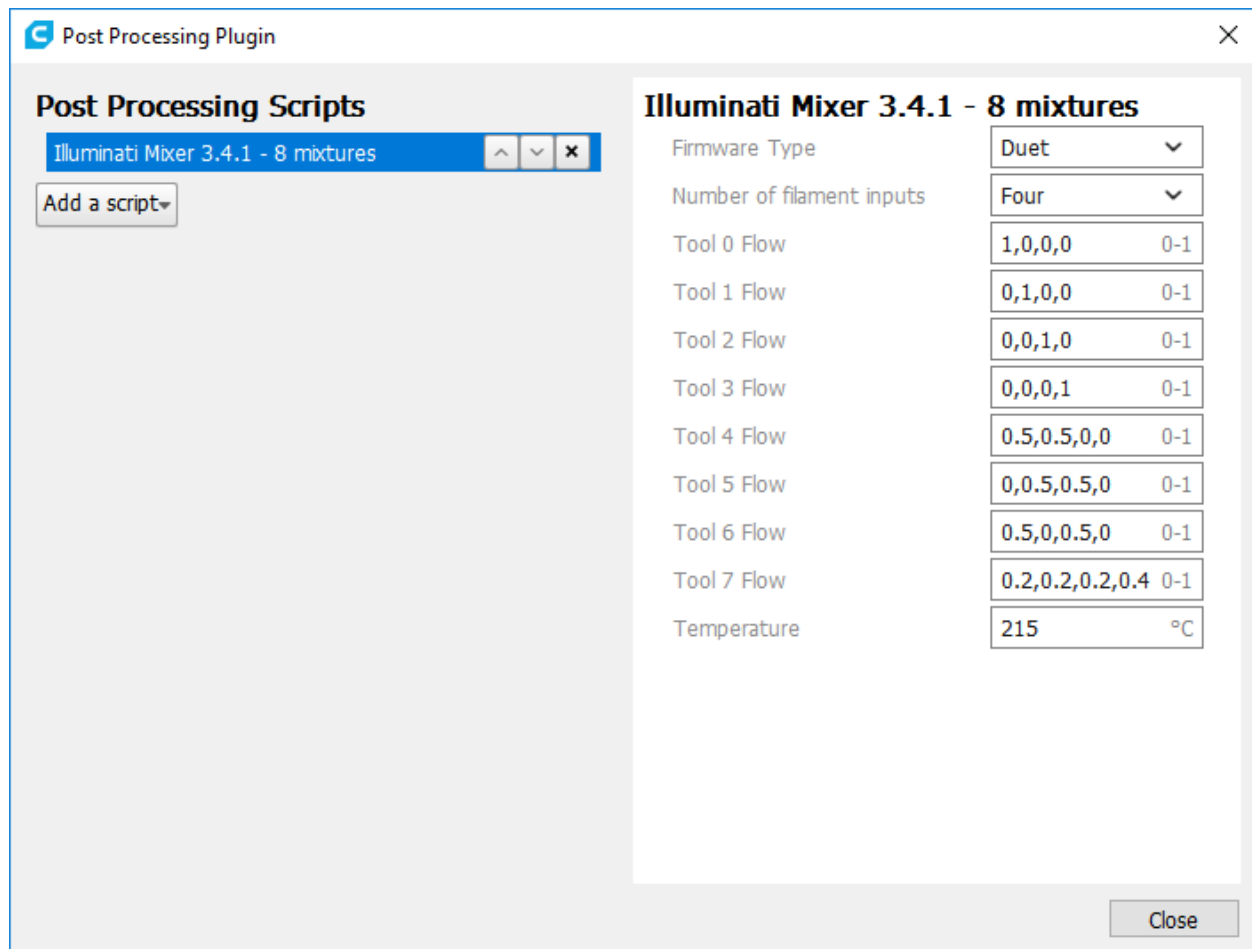 Post Processing Plugin
Post Processing Scripts
Illuminati Mixer 3.4.1 - 8 mixtures
Add a script
Illuminati Mixer 3.4.1 - 8 mixtures
Firmware Type Duet
Number of filament inputs Four
Tool 0 Flow 1,0,0,0 0-1
Tool 1 Flow 0,1,0,0 0-1
Tool 2 Flow 0,0,1,0 0-1
Tool 3 Flow 0,0,0,1 0-1
Tool 4 Flow 0.5,0.5,0,0 0-1
Tool 5 Flow 0,0.5,0.5,0 0-1
Tool 6 Flow 0.5,0,0.5,0 0-1
Tool 7 Flow 0.2,0.2,0.2,0.4 0-1
Temperature 215 °C
Close